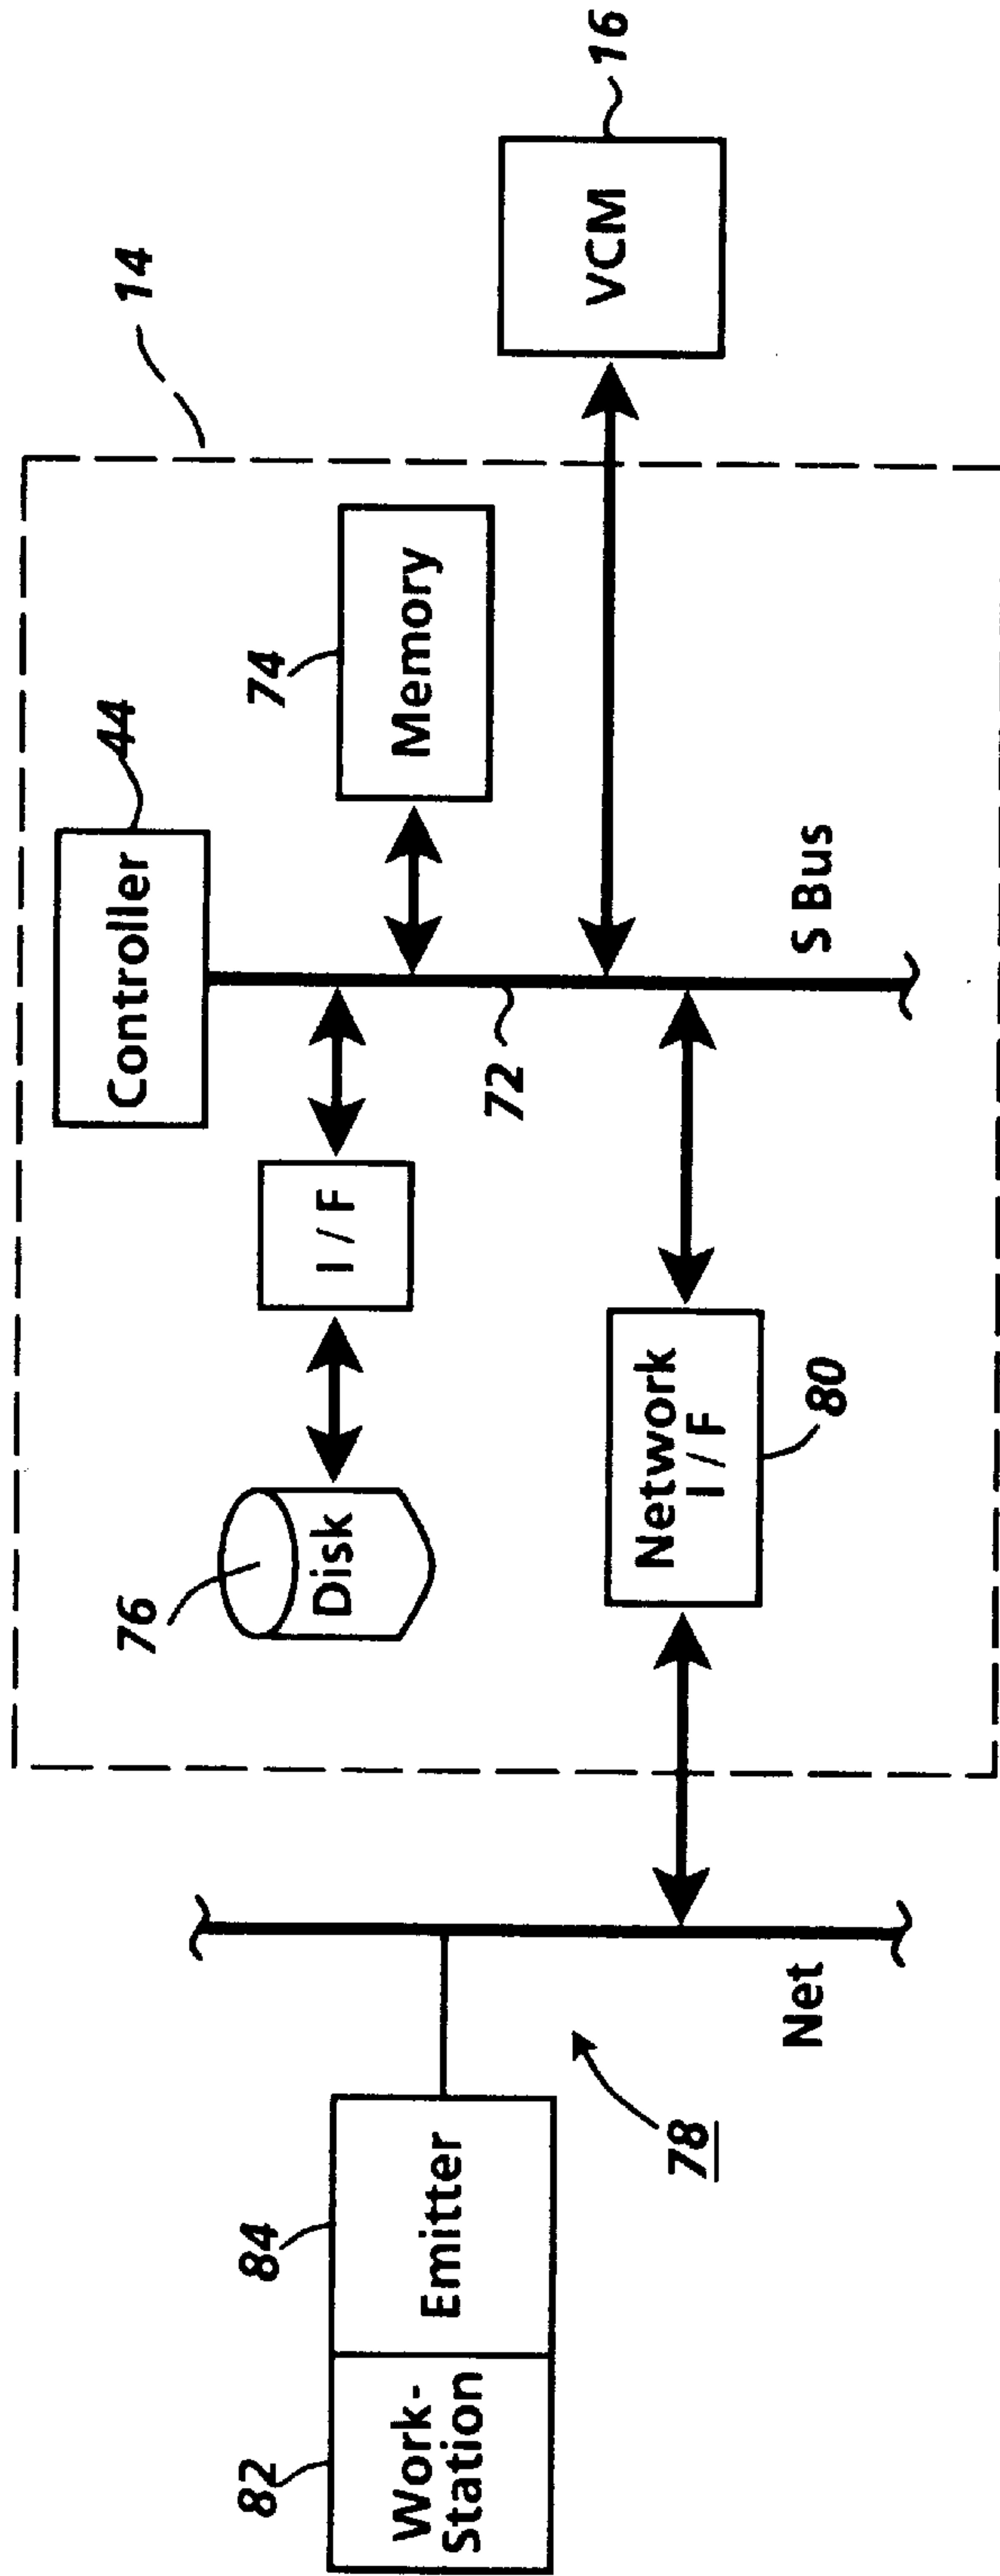 14
Controller
44
74
Memory
VCM
16
76
Disk
I / F
72
S Bus
Network
I / F
80
82
84
Work-
Station
Emitter
78
Net